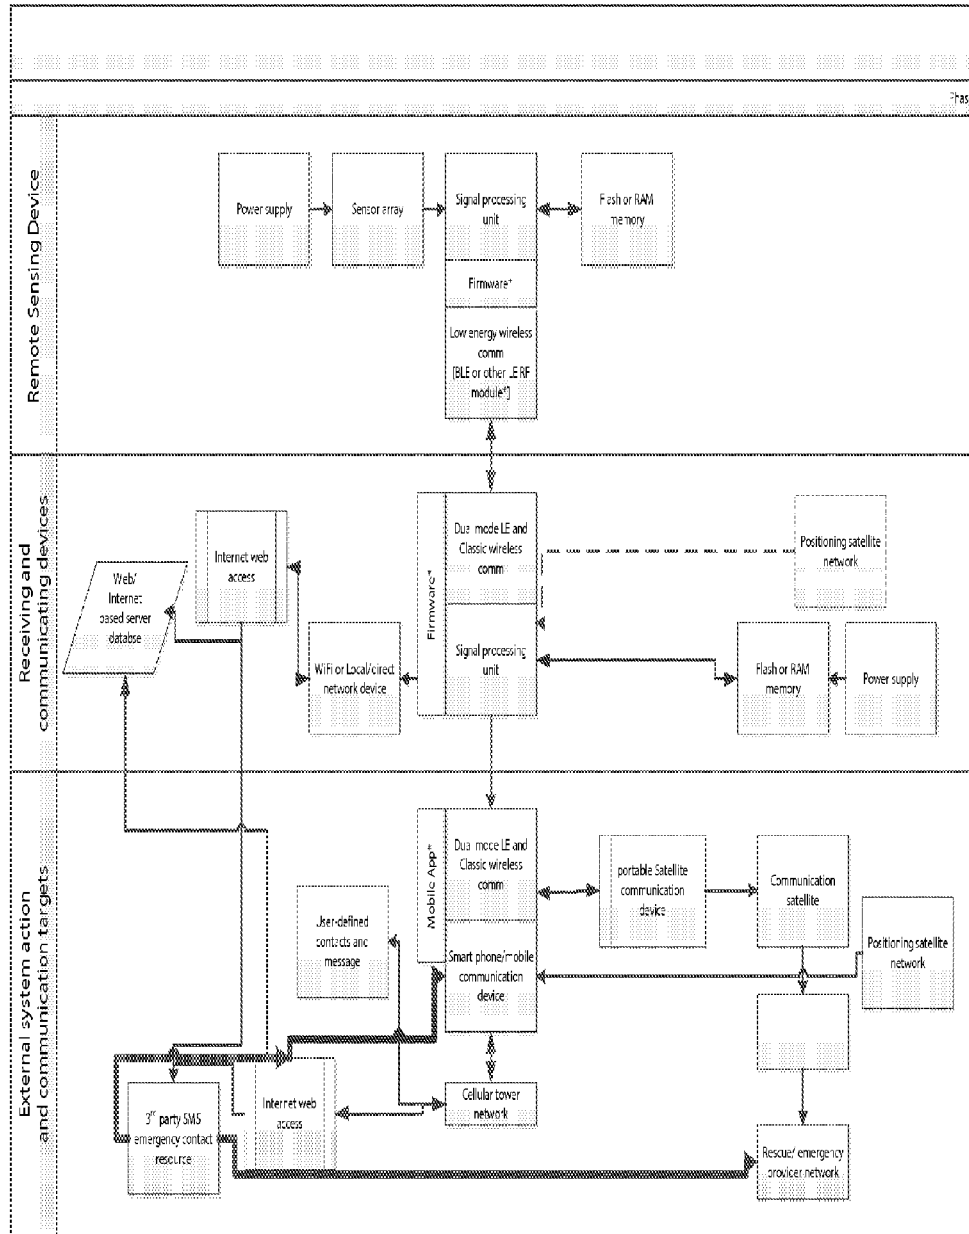 Phas
Remote Sensing Device
Power supply
Sensor array
Signal processing
unit
Flash or RAM
memory
Firmware*
Low energy wireless
comm
[BLE or other LE RF
module*]
Receiving and
communicating devices
Web/
Internet
based server
databse
Internet web
access
WiFi or Local/direct
network device
Firmware*
Dual mode LE and
Classic wireless
comm
Signal processing
unit
Positioning satellite
network
Flash or RAM
memory
Power supply
External system action
and communication targets
User-defined
contacts and
message
Mobile App*
Dual mode LE and
Classic wireless
comm
Smart phone/mobile
communication
device
portable Satellite
communication
device
Communication
satellite
Positioning satellite
network
3rd party SMS
emergency contact
resource
Internet web
access
Cellular tower
network
Rescue/ emergency
provider network